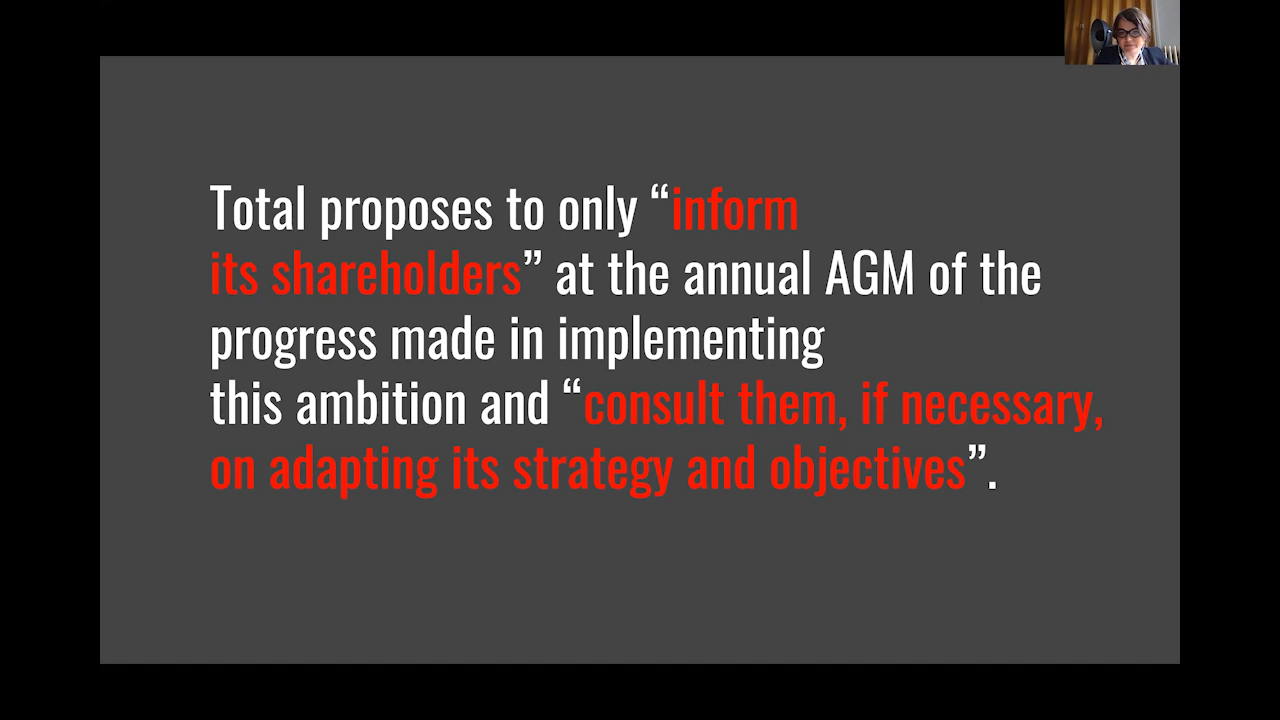 Total proposes to only “inform
its shareholders” at the annual AGM of the
progress made in implementing
this ambition and “consult them, if necessary,
on adapting its strategy and objectives”.